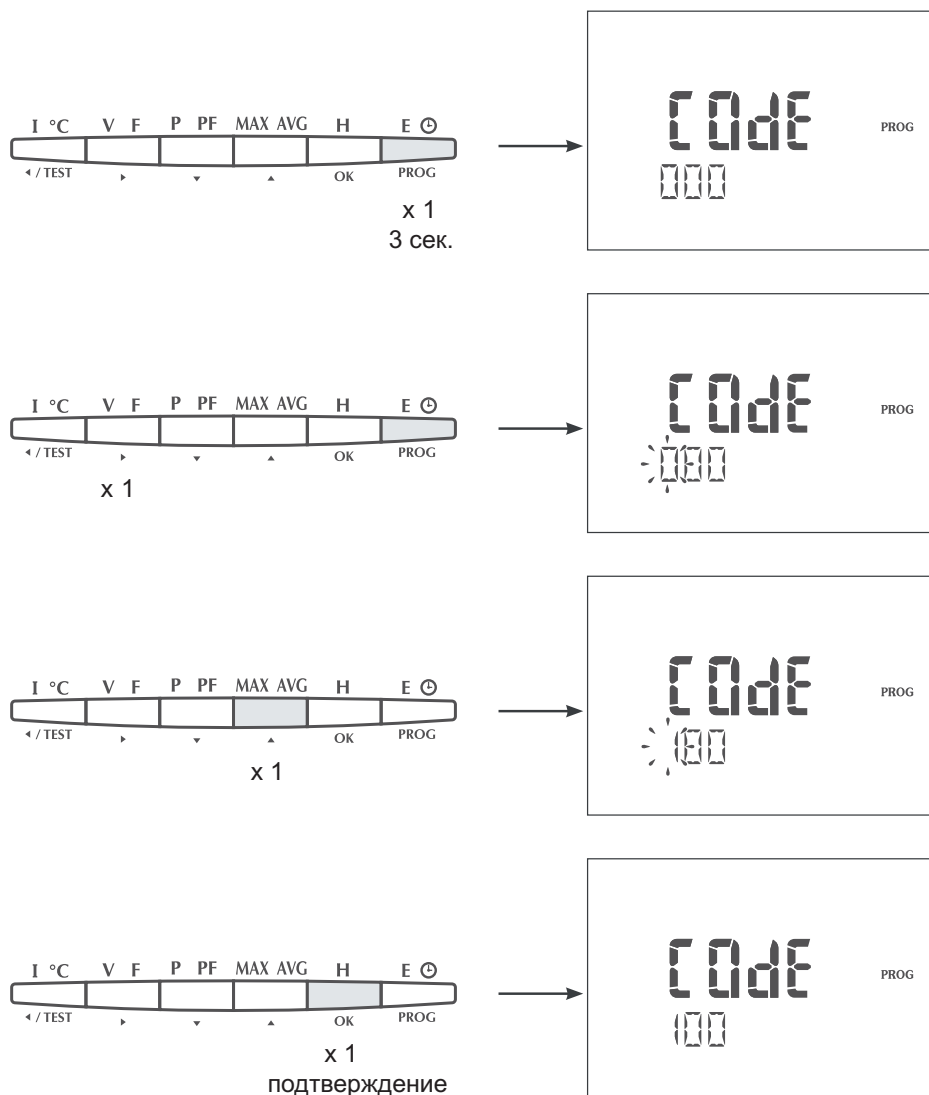 I °C V F P PF MAX AVG H E
◂ / TEST ▸ ▾ ▴ OK PROG
x 1
3 сек.
COdE PROG
000
I °C V F P PF MAX AVG H E
◂ / TEST ▸ ▾ ▴ OK PROG
x 1
COdE PROG
000
I °C V F P PF MAX AVG H E
◂ / TEST ▸ ▾ ▴ OK PROG
x 1
COdE PROG
100
I °C V F P PF MAX AVG H E
◂ / TEST ▸ ▾ ▴ OK PROG
x 1
подтверждение
COdE PROG
100